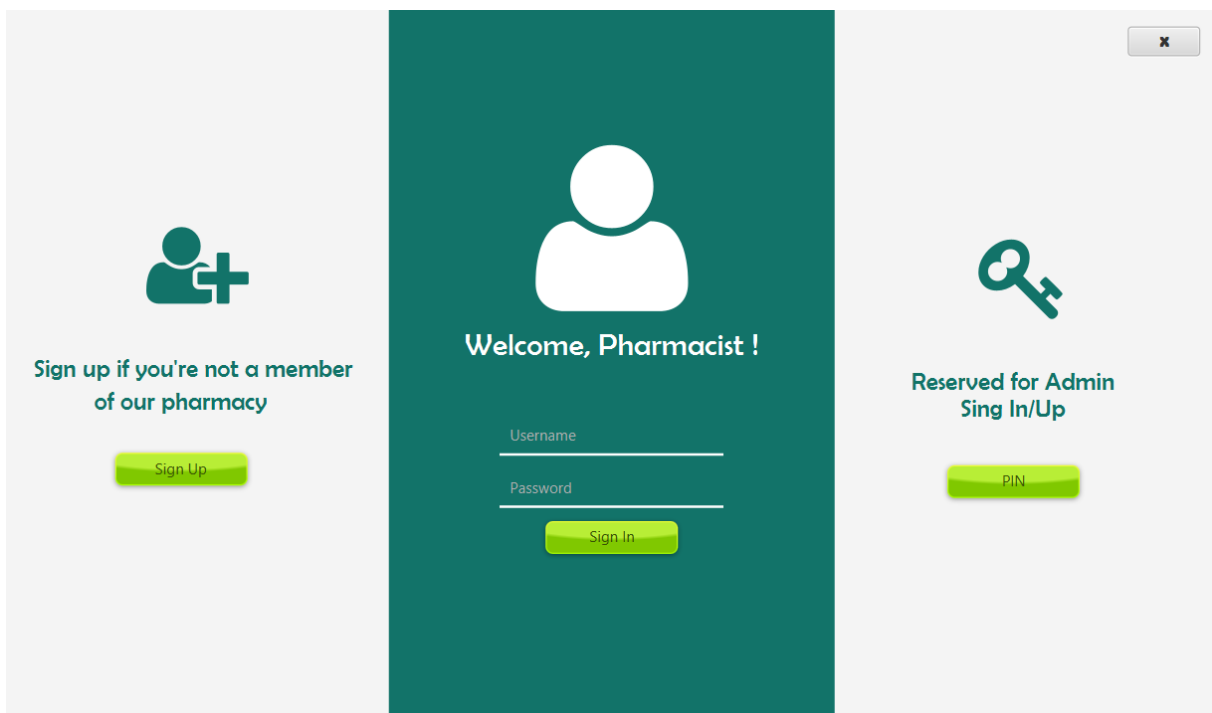 x
Sign up if you're not a member
of our pharmacy
Sign Up
Welcome, Pharmacist !
Username
Password
Sign In
Reserved for Admin
Sing In/Up
PIN